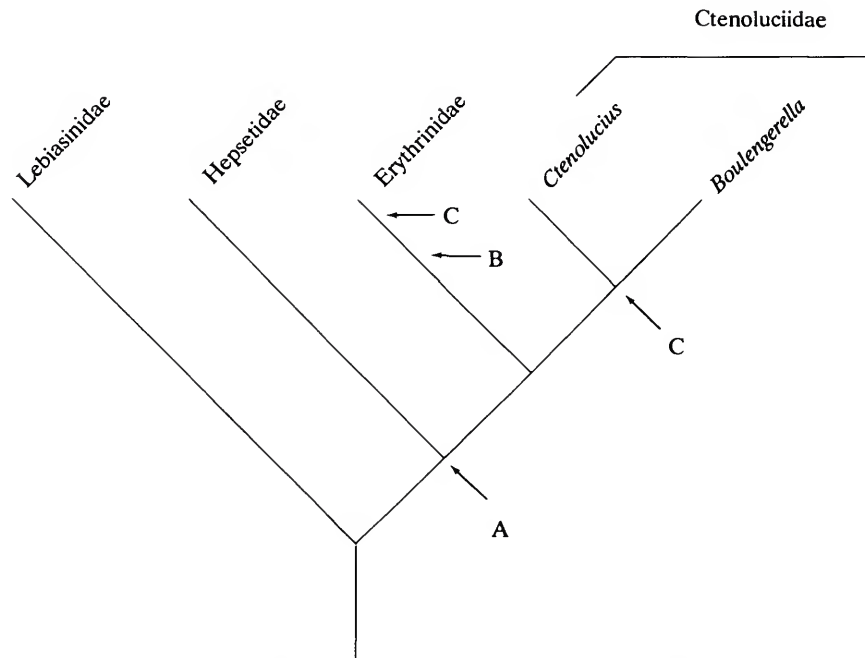 Ctenoluciidae
Lebiasinidae
Hepsetidae
Erythrinidae
Ctenolucius
Boulengerella
C
B
C
A